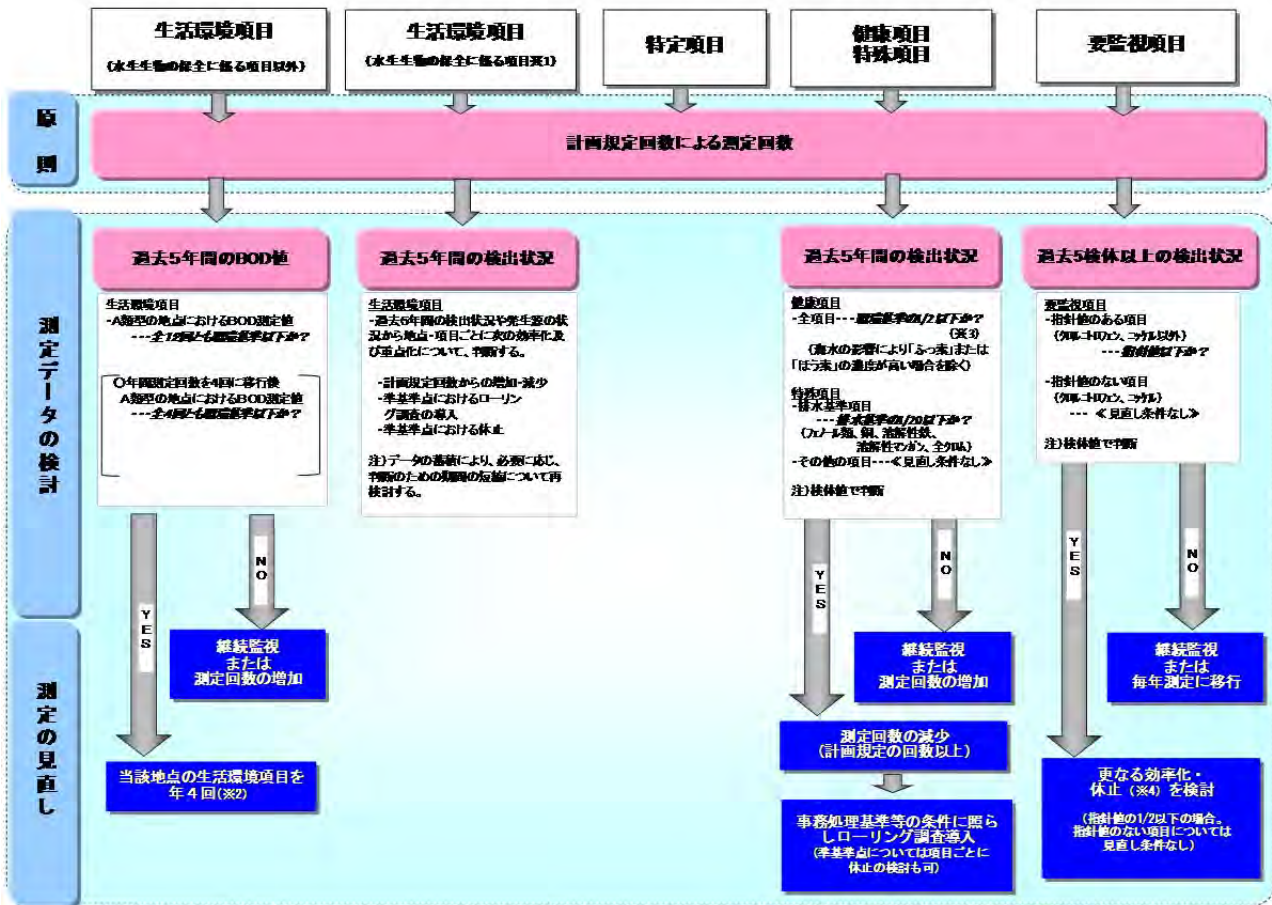 生活環境項目
(水生生物の保全に係る項目以外)
生活環境項目
(水生生物の保全に係る項目※1)
特定項目
健康項目
特殊項目
要監視項目
原則
計画規定回数による測定回数
測定データの検討
過去5年間のBOD値
生活環境項目
-A類型の地点におけるBOD測定値
---全12回とも環境基準以下か?
〇年間測定回数を4回に移行後
A類型の地点におけるBOD測定値
---全4回とも環境基準以下か?
YES
NO
過去5年間の検出状況
生活環境項目
-過去5年間の検出状況や発生源の状
況から地点・項目ごとに次の効率化及
び重点化について、判断する。
-計画規定回数からの増加-減少
-準基準点におけるローリン
グ調査の導入
-準基準点における休止
注)データの蓄積により、必要に応じ、
判断のための期間の短縮について再
検討する。
過去5年間の検出状況
健康項目
-全項目---環境基準の1/2以下か?
(※3)
(海水の影響により「ふっ素」または
「ほう素」の濃度が高い場合を除く)
特殊項目
-排水基準項目
---排水基準の1/20以下か?
(フェノール類、銅、溶解性鉄、
溶解性マンガン、全クロム)
-その他の項目---≪見直し条件なし≫
注)検体値で判断
YES
NO
過去5検体以上の検出状況
要監視項目
-指針値のある項目
(クロルニトロフェン、ニッケル以外)
---指針値以下か?
-指針値のない項目
(クロルニトロフェン、ニッケル)
--- ≪見直し条件なし≫
注)検体値で判断
YES
NO
測定の見直し
継続監視
または
測定回数の増加
当該地点の生活環境項目を
年4回(※2)
継続監視
または
測定回数の増加
測定回数の減少
(計画規定の回数以上)
事務処理基準等の条件に照ら
しローリング調査導入
(準基準点については項目ごとに
休止の検討も可)
継続監視
または
毎年測定に移行
更なる効率化・
休止(※4)を検討
(指針値の1/2以下の場合。
指針値のない項目については
見直し条件なし)